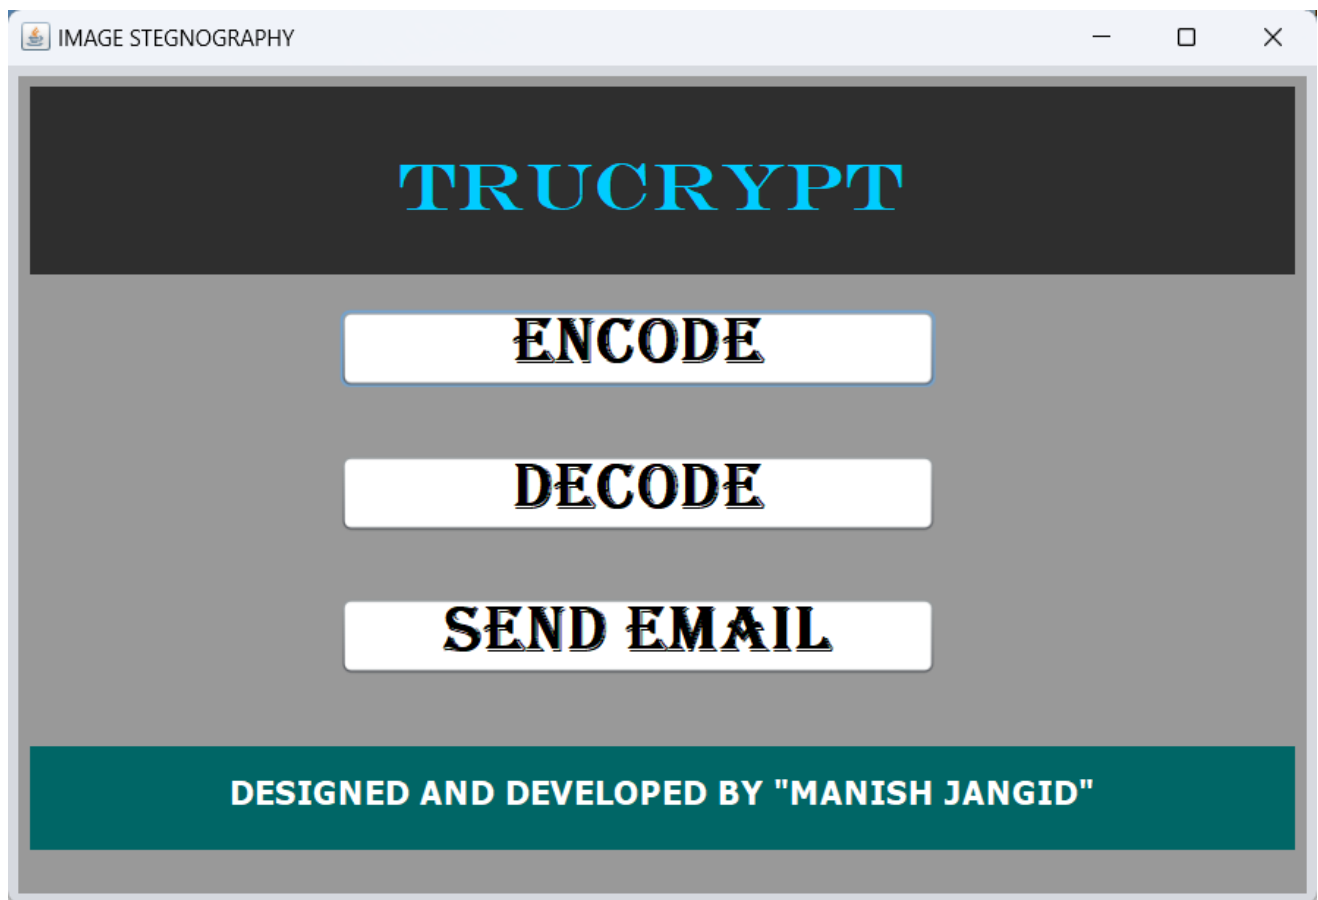 IMAGE STEGNOGRAPHY
TRUCRYPT
ENCODE
DECODE
SEND EMAIL
DESIGNED AND DEVELOPED BY "MANISH JANGID"